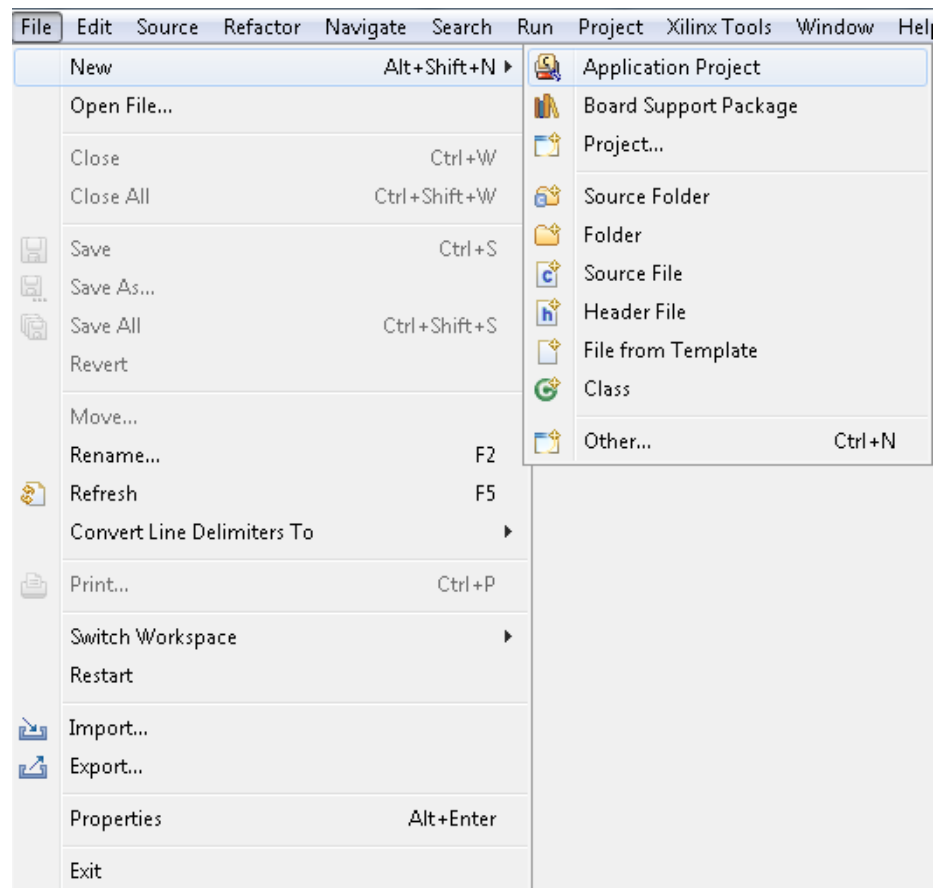 File Edit Source Refactor Navigate Search Run Project Xilinx Tools Window
New Alt+Shift+N
Open File...
Close Ctrl+W
Close All Ctrl+Shift+W
Save Ctrl+S
Save As...
Save All Ctrl+Shift+S
Revert
Move...
Rename... F2
Refresh F5
Convert Line Delimiters To
Print... Ctrl+P
Switch Workspace
Restart
Import...
Export...
Properties Alt+Enter
Exit
Application Project
Board Support Package
Project...
Source Folder
Folder
Source File
Header File
File from Template
Class
Other... Ctrl+N